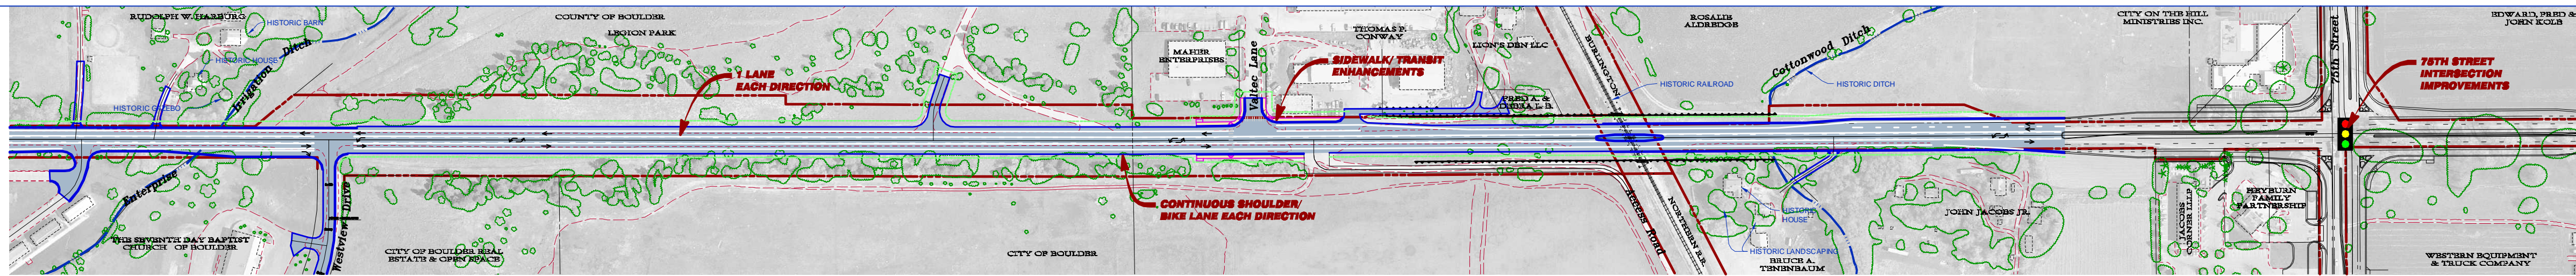 RUDOLPH W. HARBURG
HISTORIC BARN
Ditch
HISTORIC HOUSE
Irrigation
HISTORIC GAZEBO
COUNTY OF BOULDER
LEGION PARK
1 LANE
EACH DIRECTION
MAHER
ENTERPRISES
Valtec Lane
THOMAS P.
CONWAY
SIDEWALK/ TRANSIT
ENHANCEMENTS
LION'S DEN LLC
FRED A. &
BURLINGTON
HISTORIC RAILROAD
ROSALIE
ALDREDGE
Cottonwood Ditch
HISTORIC DITCH
CITY ON THE HILL
MINISTRIES INC.
75th Street
75TH STREET
INTERSECTION
IMPROVEMENTS
EDWARD, FRED &
JOHN KOLB
Enterprise
THE SEVENTH DAY BAPTIST
CHURCH OF BOULDER
Westview Drive
CITY OF BOULDER REAL
ESTATE & OPEN SPACE
CONTINUOUS SHOULDER/
BIKE LANE EACH DIRECTION
CITY OF BOULDER
Access Road
NORTHERN R.R.
HISTORIC
HOUSE
HISTORIC LANDSCAPING
BRUCE A.
TENENBAUM
JOHN JACOBS JR.
JACOBS
CORNER LLLP
HEYBURN
FAMILY
PARTNERSHIP
WESTERN EQUIPMENT
& TRUCK COMPANY